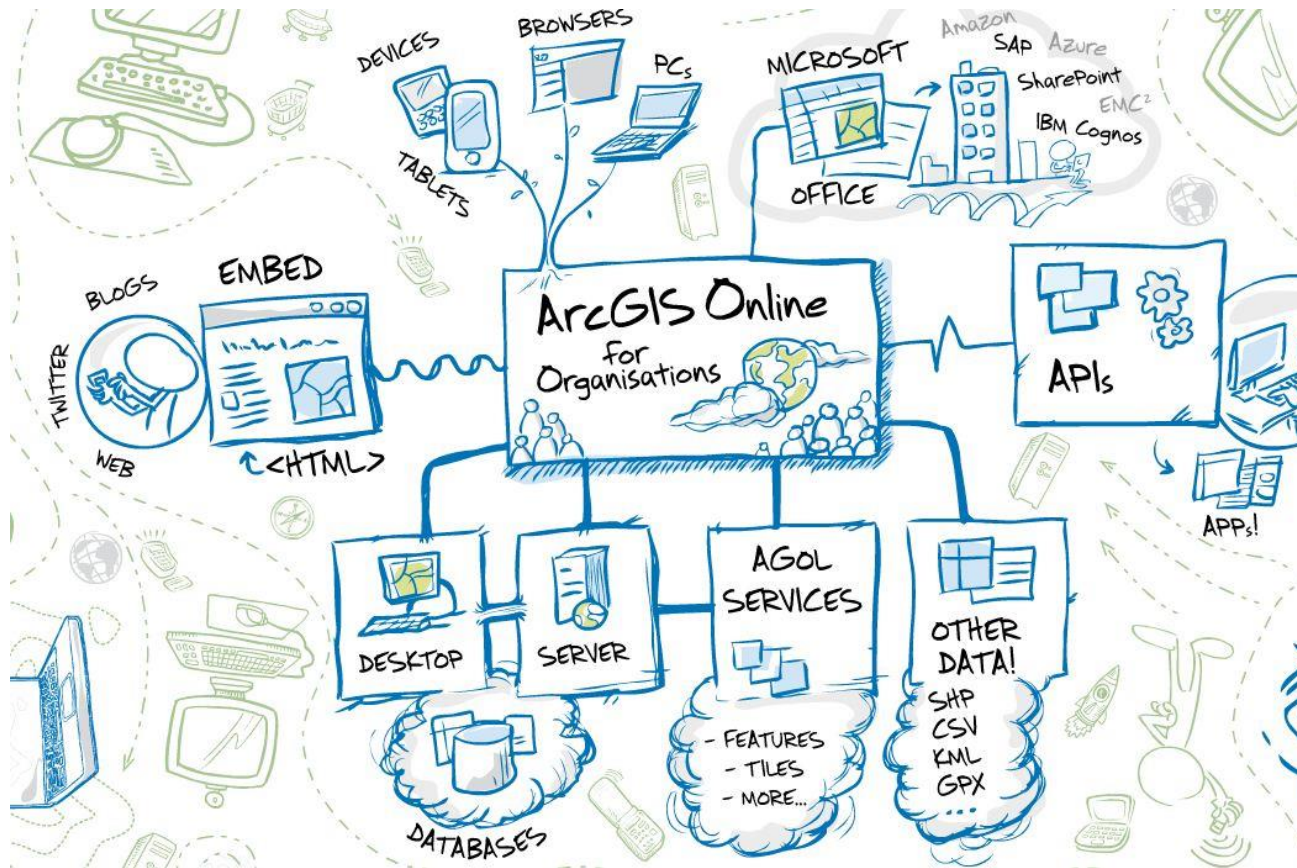 DEVICES
TABLETS
BROWSERS
PCs
MICROSOFT
OFFICE
Amazon
SAP
Azure
SharePoint
EMC²
IBM Cognos
BLOGS
TWITTER
WEB
EMBED
<HTML>
ArcGIS Online
for
Organisations
APIs
APPs!
DESKTOP
SERVER
DATABASES
AGOL
SERVICES
- FEATURES
- TILES
- MORE...
OTHER
DATA!
SHP
CSV
KML
GPX
...